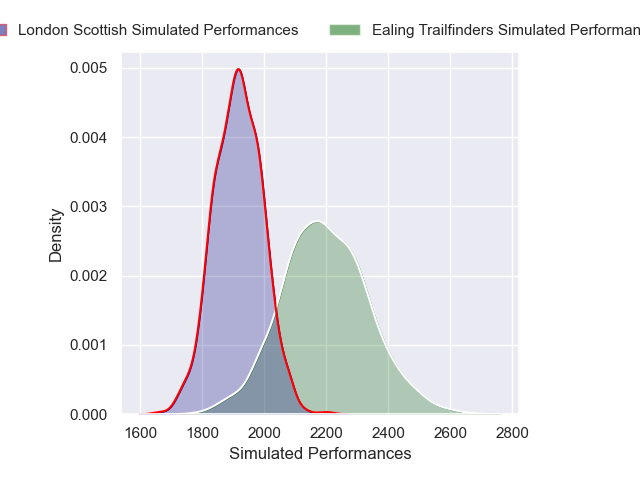 London Scottish Simulated Performances
Ealing Trailfinders Simulated
0.005
0.004
0.003
0.002
0.001
0.000
Density
1600 1800 2000 2200 2400 2600 2800
Simulated Performances